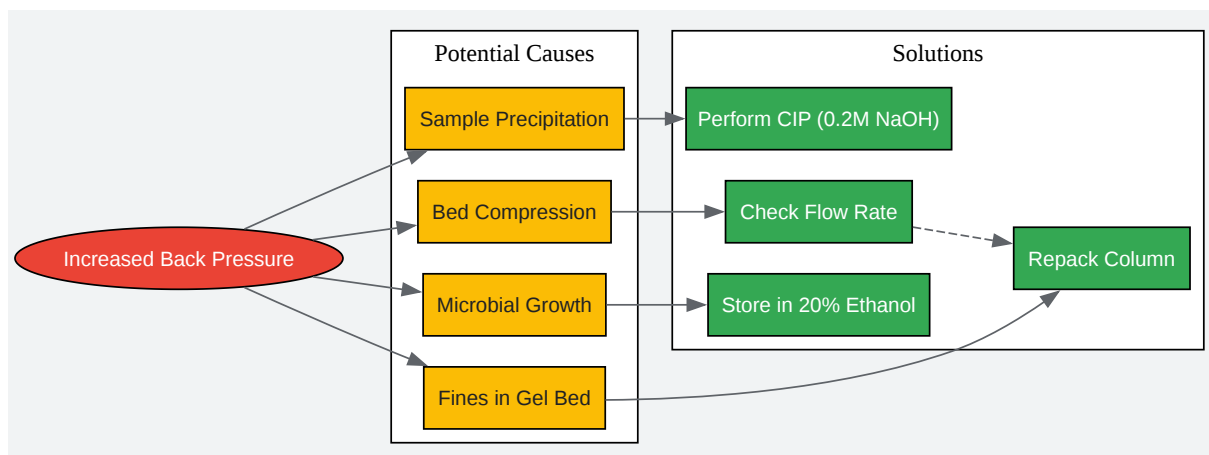 Potential Causes
Solutions
Sample Precipitation
Perform CIP (0.2M NaOH)
Bed Compression
Check Flow Rate
Increased Back Pressure
Repack Column
Microbial Growth
Store in 20% Ethanol
Fines in Gel Bed